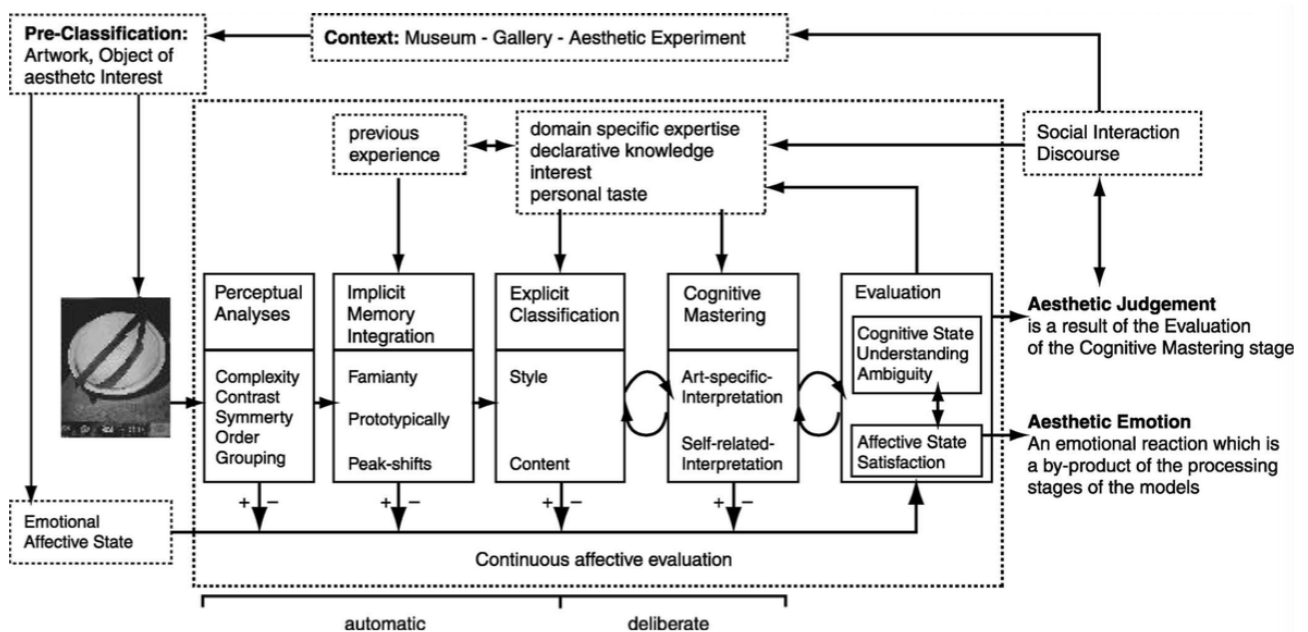 Pre-Classification:
Artwork, Object of
aesthetc Interest
Context: Museum - Gallery - Aesthetic Experiment
previous
experience
domain specific expertise
declarative knowledge
interest
personal taste
Social Interaction
Discourse
Perceptual
Analyses
Complexity
Contrast
Symmerty
Order
Grouping
Implicit
Memory
Integration
Famianty
Prototypically
Peak-shifts
Explicit
Classification
Style
Content
Cognitive
Mastering
Art-specific-
Interpretation
Self-related-
Interpretation
Evaluation
Cognitive State
Understanding
Ambiguity
Affective State
Satisfaction
Aesthetic Judgement
is a result of the Evaluation
of the Cognitive Mastering stage
Aesthetic Emotion
An emotional reaction which is
a by-product of the processing
stages of the models
+ −
+ −
+ −
+ −
Emotional
Affective State
Continuous affective evaluation
automatic
deliberate